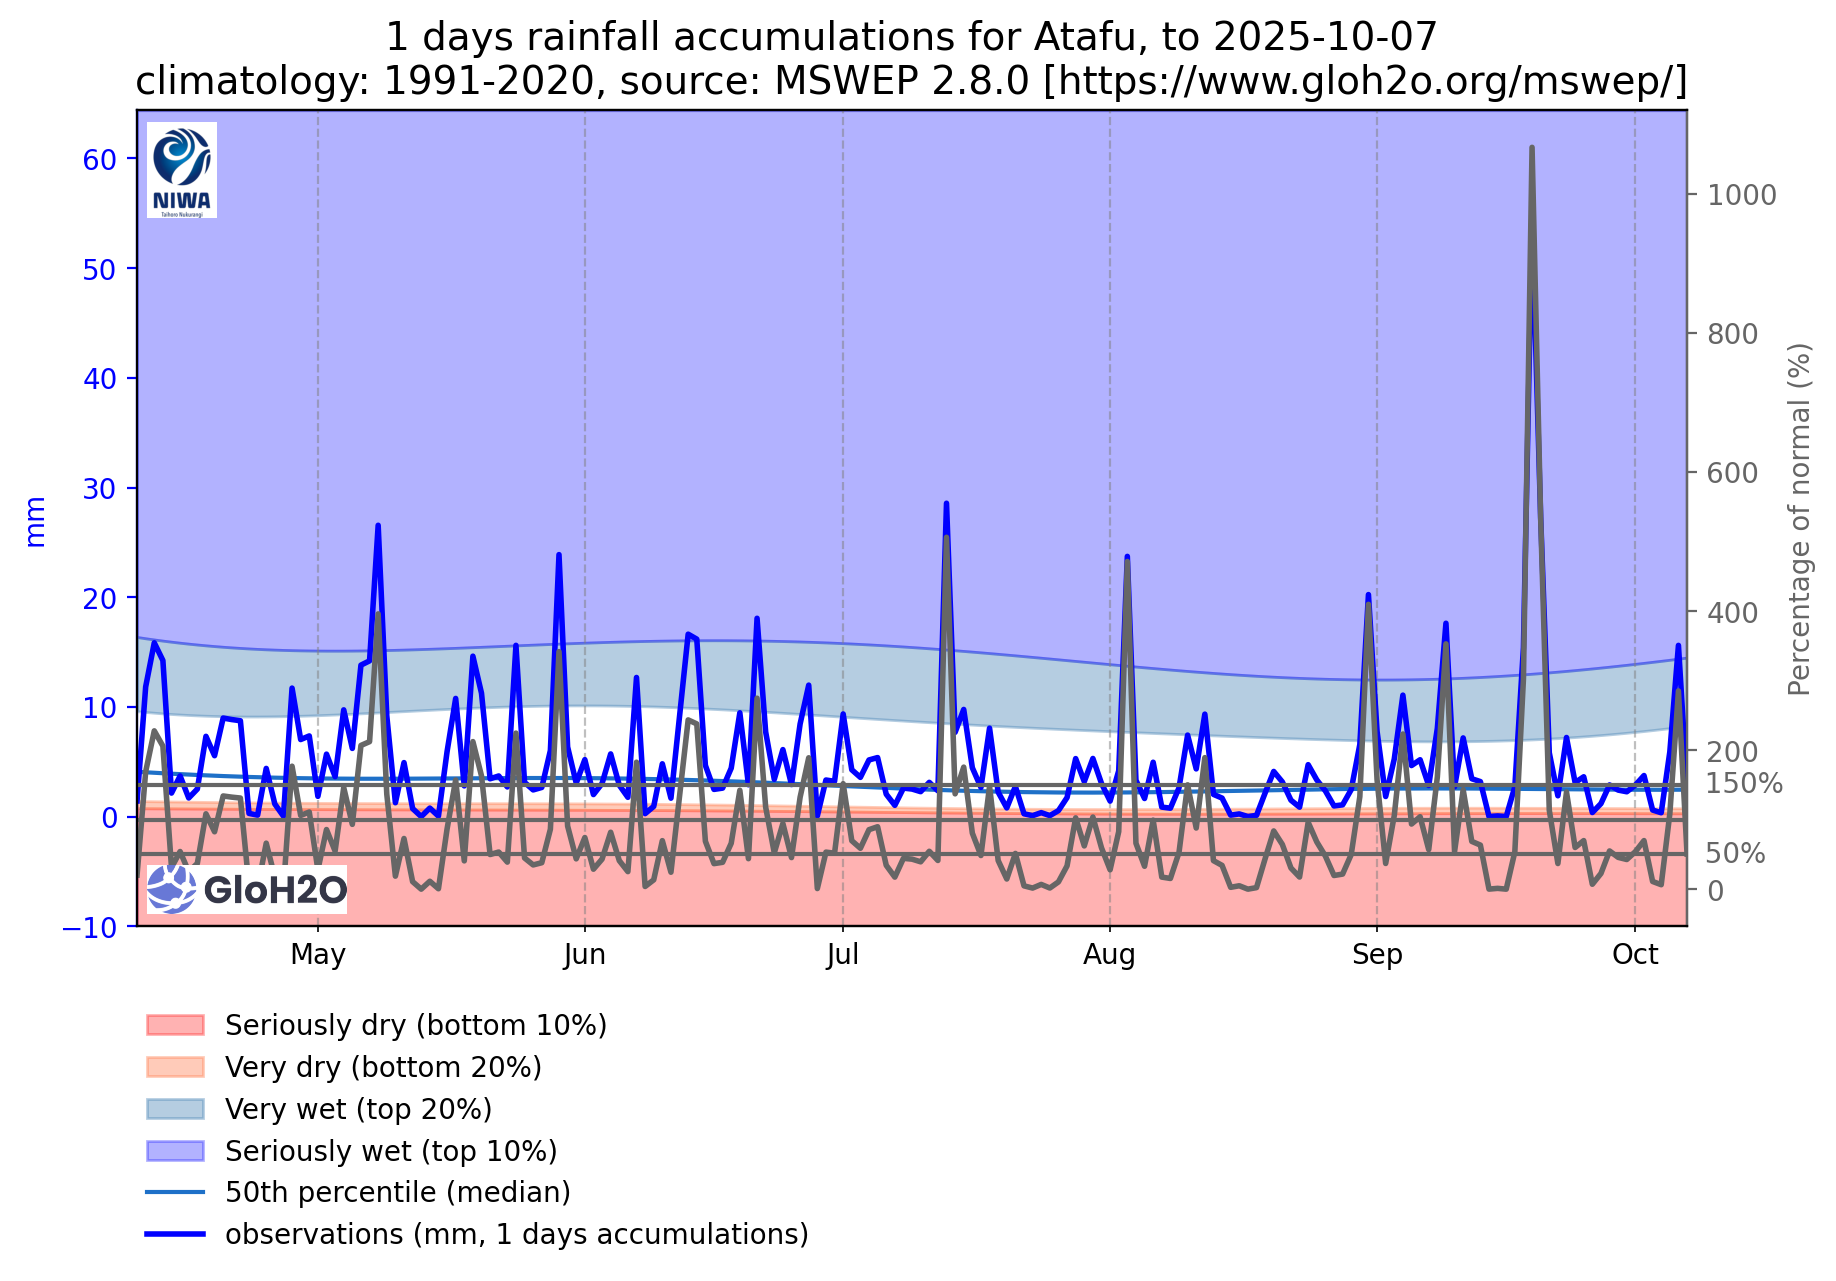 1 days rainfall accumulations for Atafu, to 2025-10-07
climatology: 1991-2020, source: MSWEP 2.8.0 [https://www.gloh2o.org/mswep/]
NIWA
Taihoro Nukurangi
60
50
40
30
20
10
0
−10
mm
1000
800
600
400
200
150%
50%
0
Percentage of normal (%)
GloH2O
May
Jun
Jul
Aug
Sep
Oct
Seriously dry (bottom 10%)
Very dry (bottom 20%)
Very wet (top 20%)
Seriously wet (top 10%)
50th percentile (median)
observations (mm, 1 days accumulations)